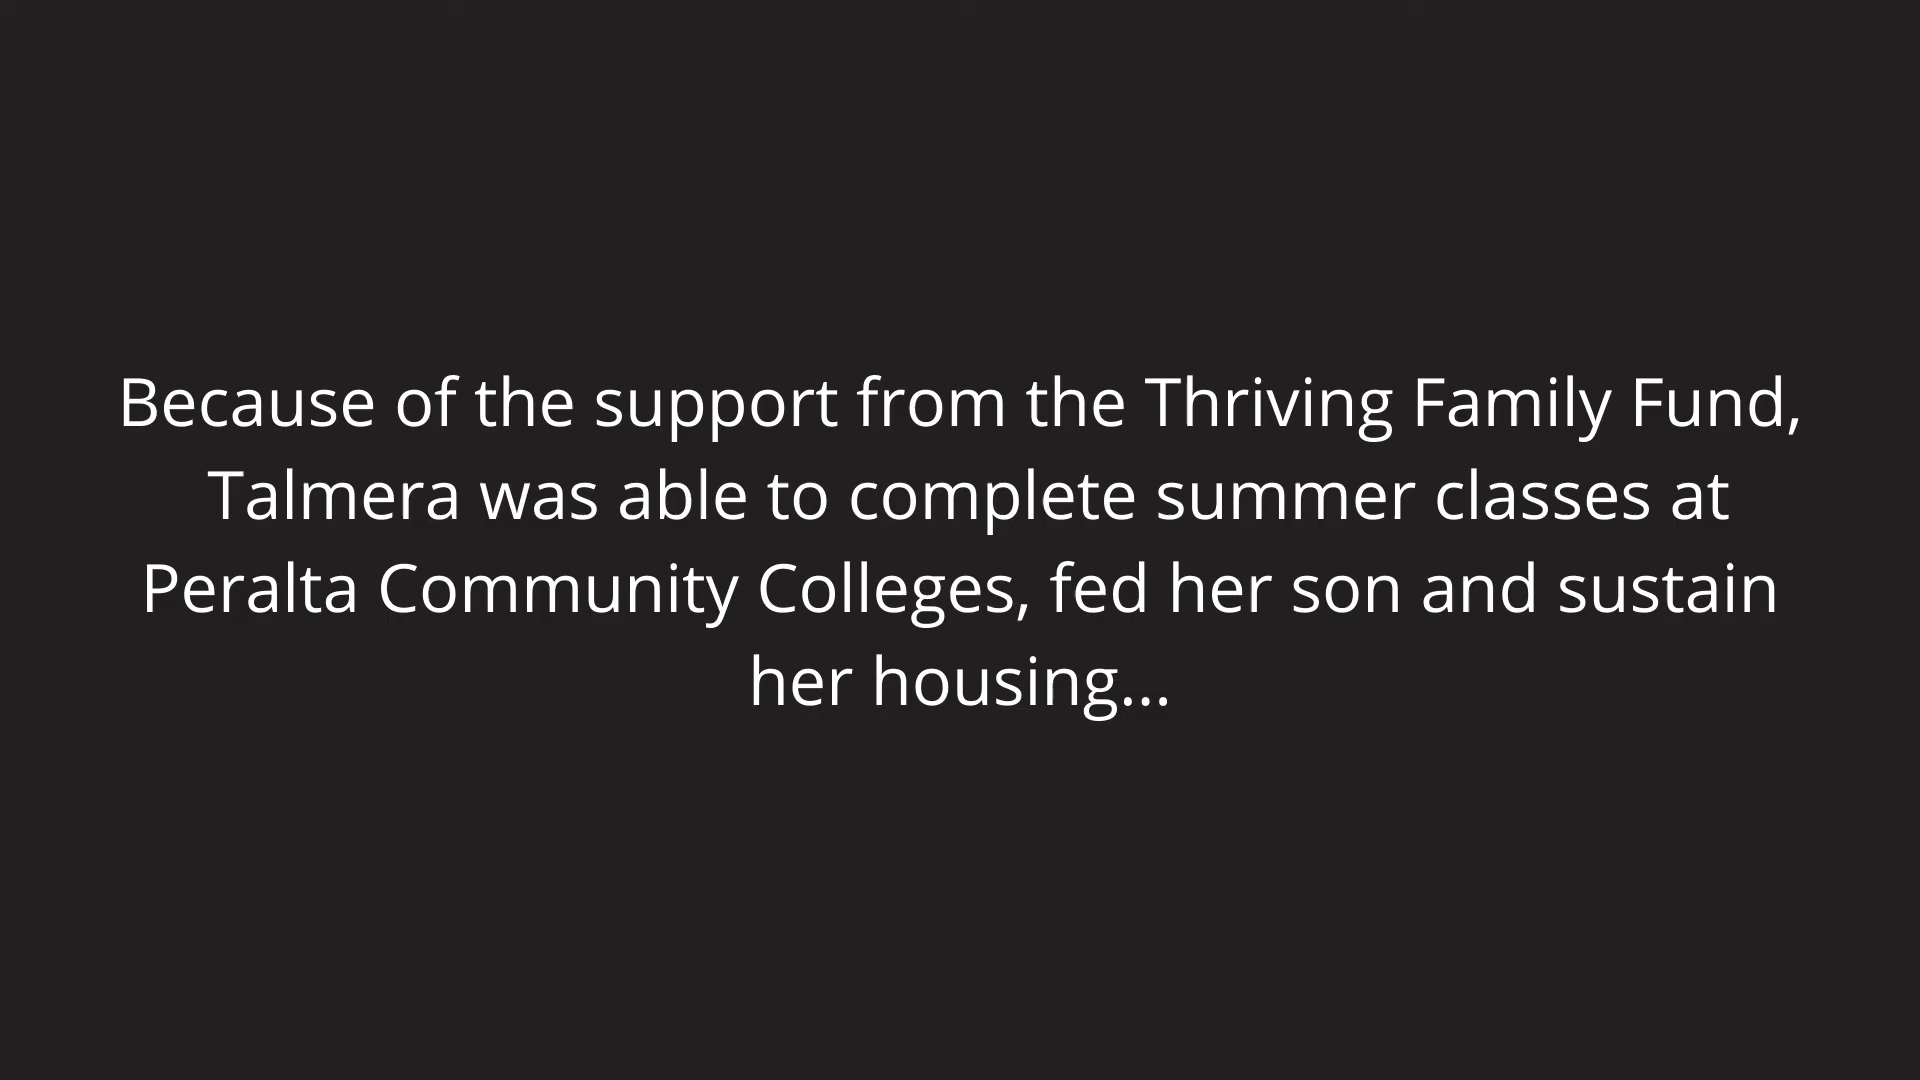 Because of the support from the Thriving Family Fund,
Talmera was able to complete summer classes at
Peralta Community Colleges, fed her son and sustain
her housing...